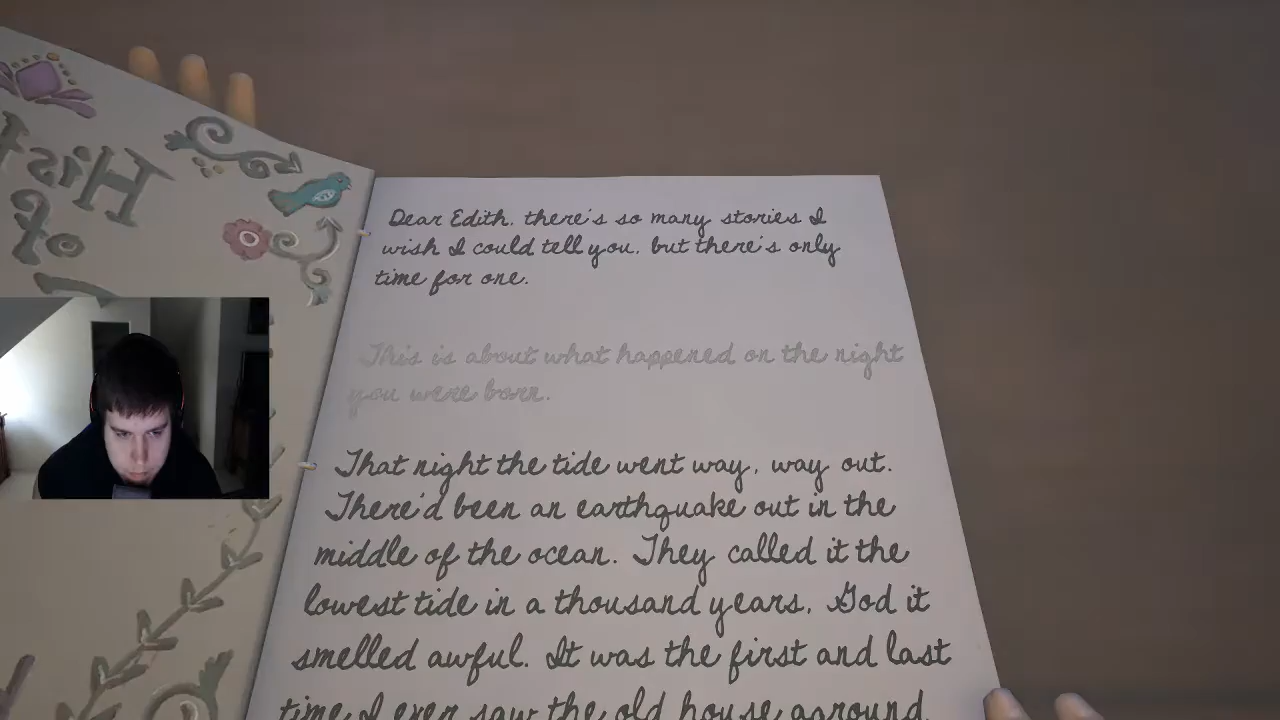 Hist
of
Dear Edith, there's so many stories I
wish I could tell you, but there's only
time for one.
This is about what happened on the night
you were born.
That night the tide went way, way out.
There'd been an earthquake out in the
middle of the ocean. They called it the
lowest tide in a thousand years. God it
smelled awful. It was the first and last
time I ever saw the old house aground.